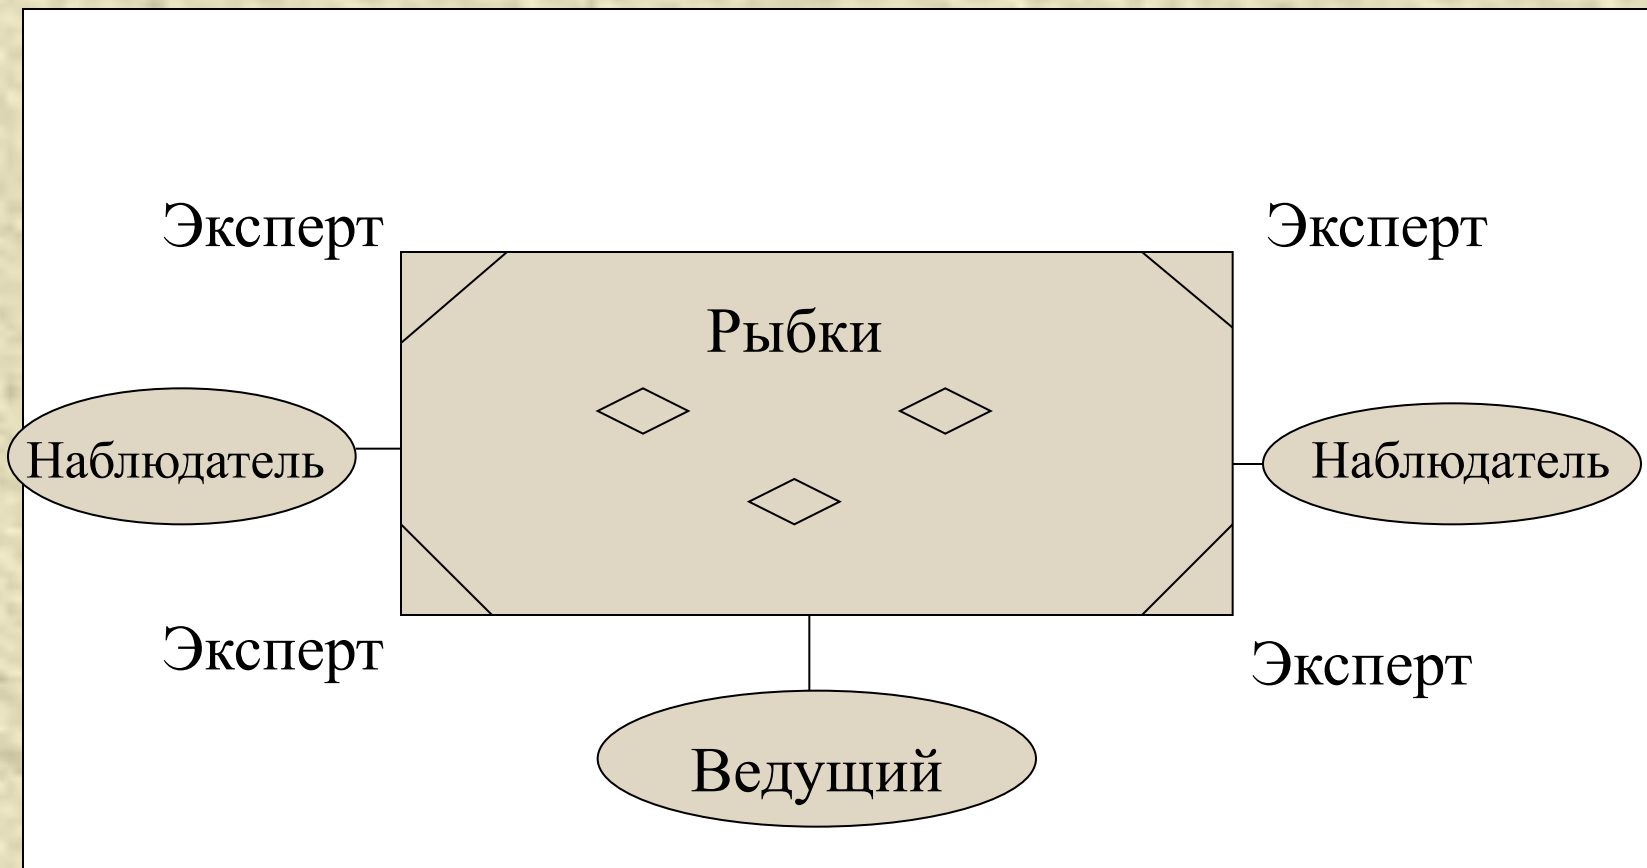 Эксперт
Эксперт
Рыбки
Наблюдатель
Наблюдатель
Эксперт
Эксперт
Ведущий